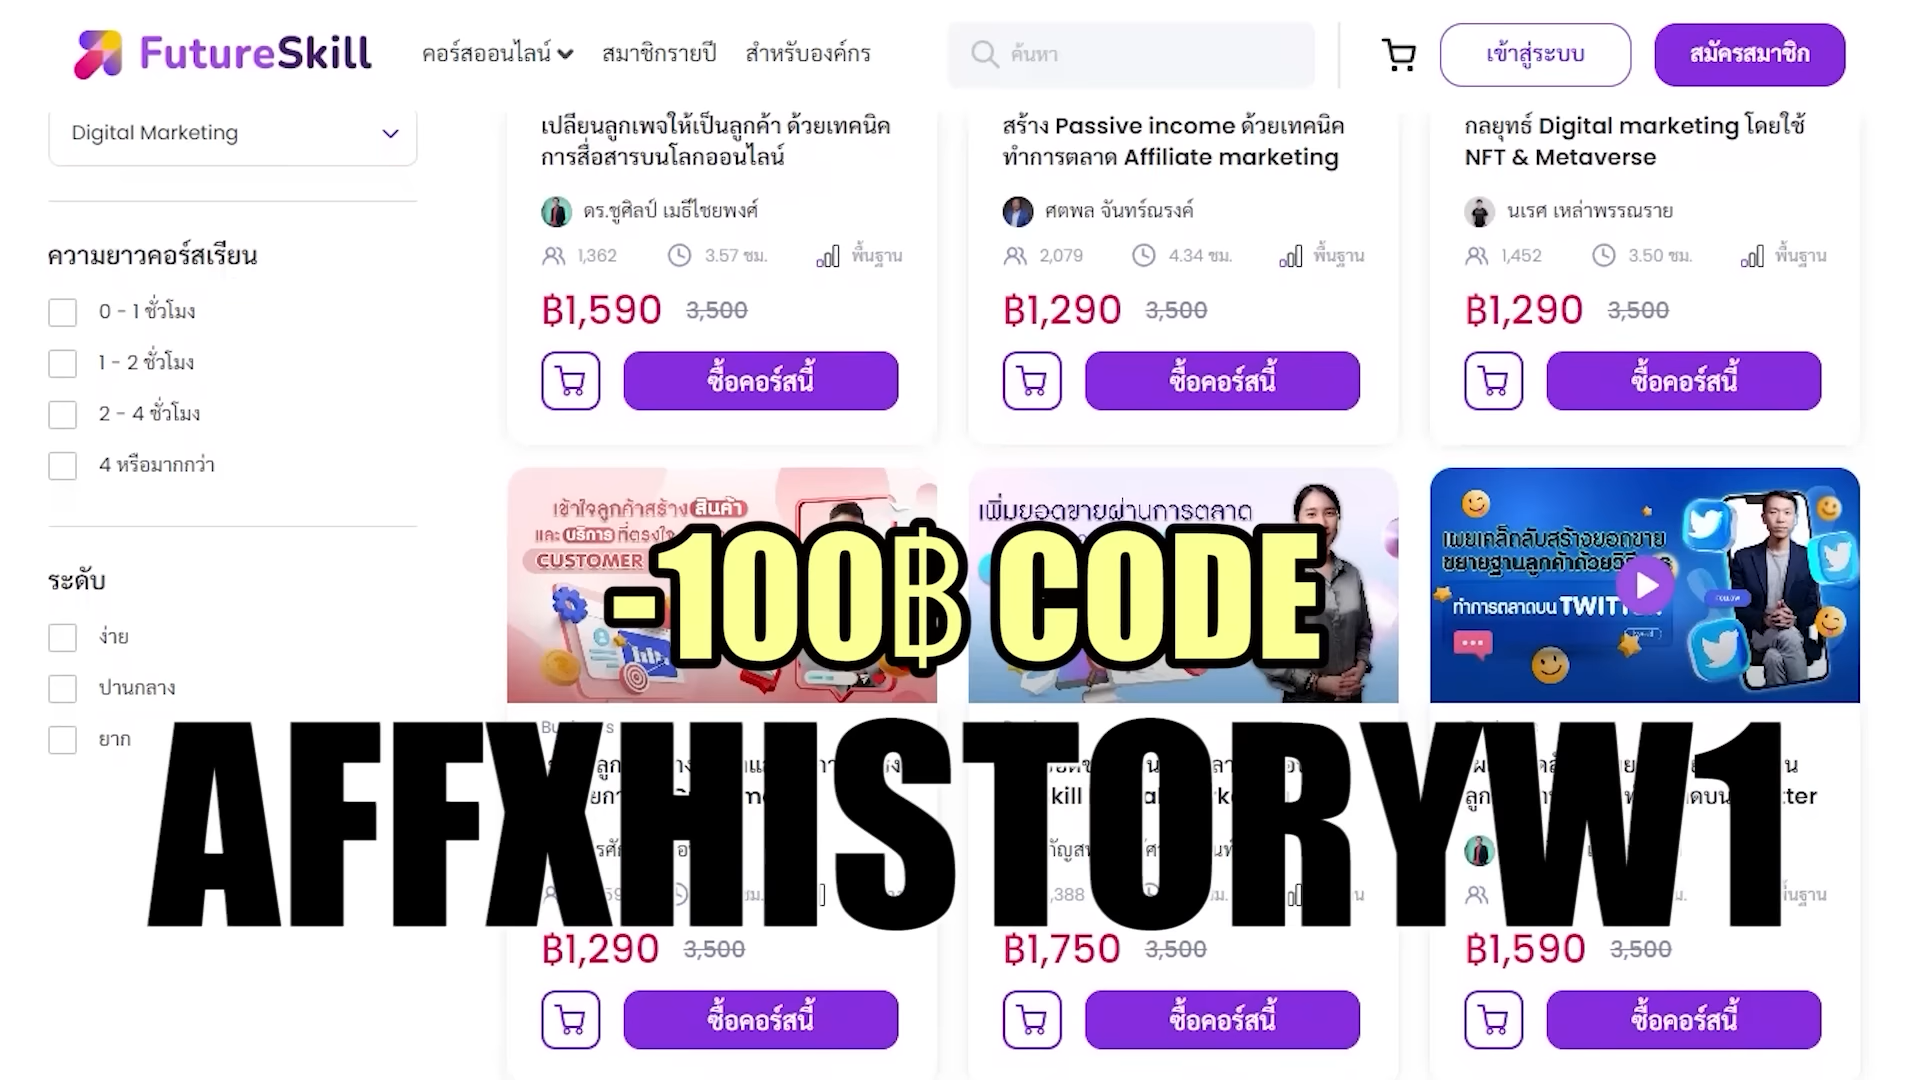 FutureSkill
คอร์สออนไลน์
สมาชิกรายปี
สำหรับองค์กร
ค้นหา
เข้าสู่ระบบ
สมัครสมาชิก
Digital Marketing
ความยาวคอร์สเรียน
0 - 1 ชั่วโมง
1 - 2 ชั่วโมง
2 - 4 ชั่วโมง
4 หรือมากกว่า
ระดับ
ง่าย
ปานกลาง
ยาก
เปลี่ยนลูกเพจให้เป็นลูกค้า ด้วยเทคนิค
การสื่อสารบนโลกออนไลน์
ดร.ชูศิลป์ เมธีไชยพงศ์
1,362 3.57 ชม. พื้นฐาน
฿1,590 3,500
ซื้อคอร์สนี้
สร้าง Passive income ด้วยเทคนิค
ทำการตลาด Affiliate marketing
ศตพล จันทร์ณรงค์
2,079 4.34 ชม. พื้นฐาน
฿1,290 3,500
ซื้อคอร์สนี้
กลยุทธ์ Digital marketing โดยใช้
NFT & Metaverse
นเรศ เหล่าพรรณราย
1,452 3.50 ชม. พื้นฐาน
฿1,290 3,500
ซื้อคอร์สนี้
เข้าใจลูกค้าสร้างสินค้า
และบริการที่ตรงใจ
CUSTOMER
เพิ่มยอดขายผ่านการตลาด
เผยเคล็ดลับสร้างยอดขาย
ขยายฐานลูกค้าด้วย
ทำการตลาดบน
-100฿ CODE
AFFXHISTORYW1
฿1,290 3,500
ซื้อคอร์สนี้
฿1,750 3,500
ซื้อคอร์สนี้
฿1,590 3,500
ซื้อคอร์สนี้